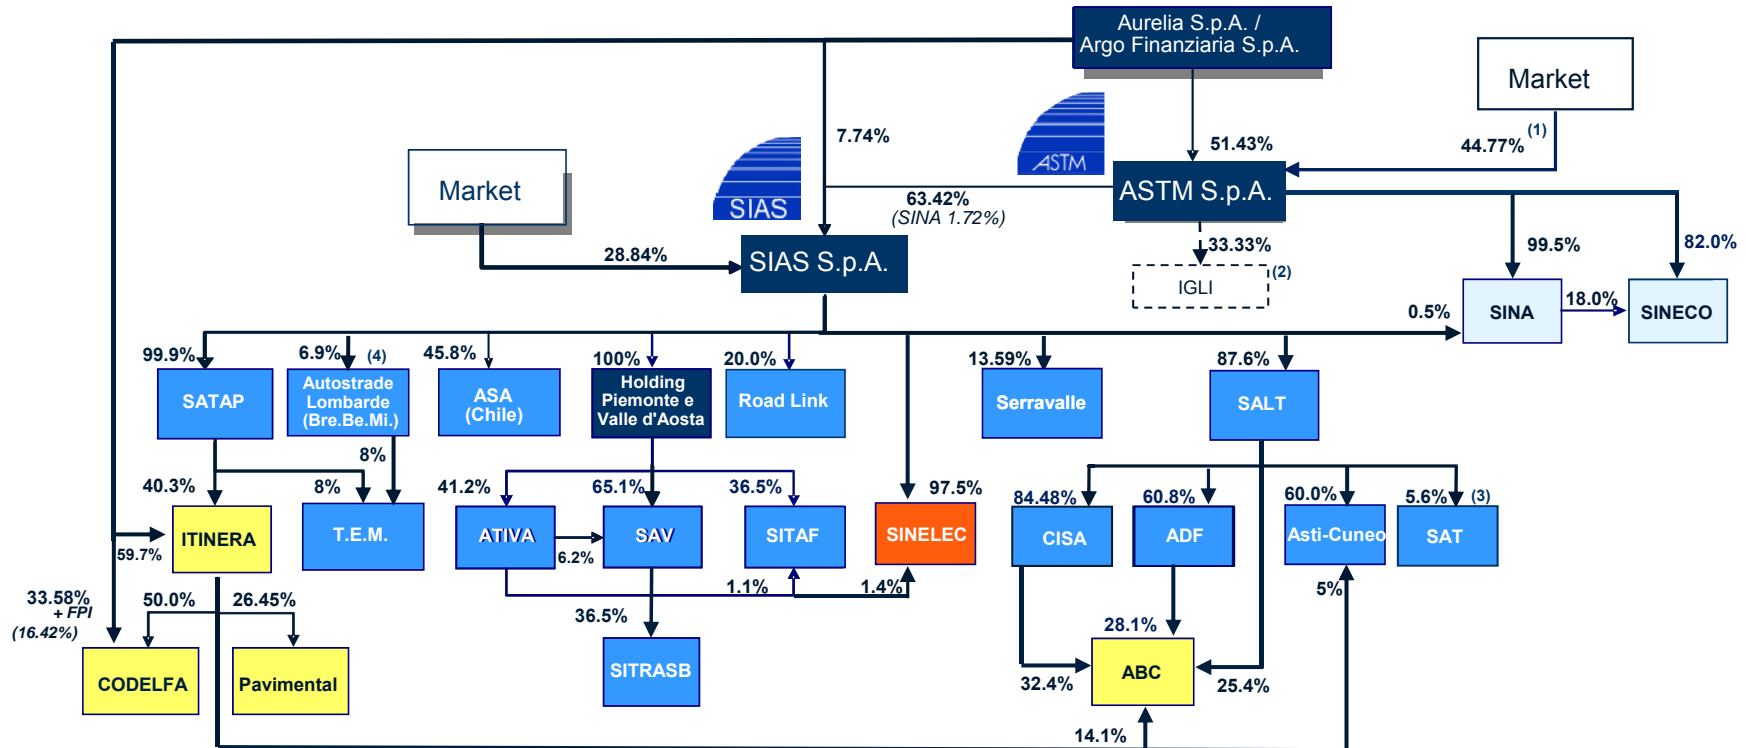 Aurelia S.p.A. /
Argo Finanziaria S.p.A.
Market
(1)
7.74%
51.43%
44.77%
ASTM
Market
SIAS
ASTM S.p.A.
63.42%
(SINA 1.72%)
28.84%
SIAS S.p.A.
33.33%
99.5%
82.0%
IGLI
(2)
0.5%
SINA
18.0%
SINECO
99.9%
6.9%
(4)
45.8%
100%
20.0%
13.59%
87.6%
SATAP
Autostrade
Lombarde
(Bre.Be.Mi.)
ASA
(Chile)
Holding
Piemonte e
Valle d'Aosta
Road Link
Serravalle
SALT
8%
40.3%
8%
41.2%
65.1%
36.5%
97.5%
84.48%
60.8%
60.0%
5.6%
(3)
ITINERA
T.E.M.
ATIVA
SAV
SITAF
SINELEC
CISA
ADF
Asti-Cuneo
SAT
59.7%
6.2%
1.1%
1.4%
5%
33.58%
+ FPI
(16.42%)
50.0%
26.45%
36.5%
28.1%
CODELFA
Pavimental
SITRASB
ABC
32.4%
25.4%
14.1%